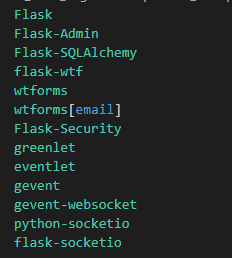 Flask
Flask-Admin
Flask-SQLAlchemy
flask-wtf
wtforms
wtforms[email]
Flask-Security
greenlet
eventlet
gevent
gevent-websocket
python-socketio
flask-socketio